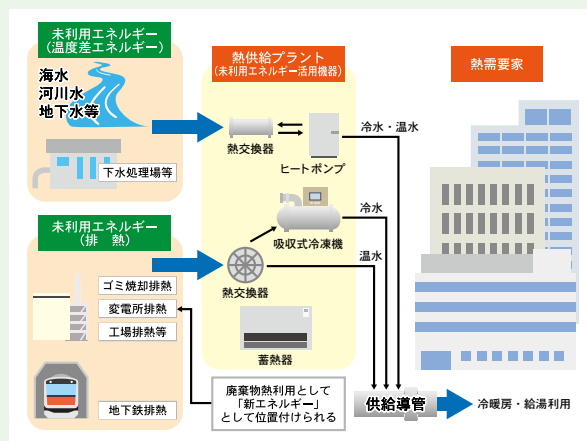 未利用エネルギー
（温度差エネルギー）
海水
河川水
地下水等
下水処理場等
未利用エネルギー
（排　熱）
ゴミ焼却排熱
変電所排熱
工場排熱等
地下鉄排熱
熱供給プラント
（未利用エネルギー活用機器）
熱交換器
ヒートポンプ
冷水・温水
吸収式冷凍機
冷水
温水
熱交換器
蓄熱器
廃棄物熱利用として
「新エネルギー」
として位置付けられる
熱需要家
供給導管
冷暖房・給湯利用